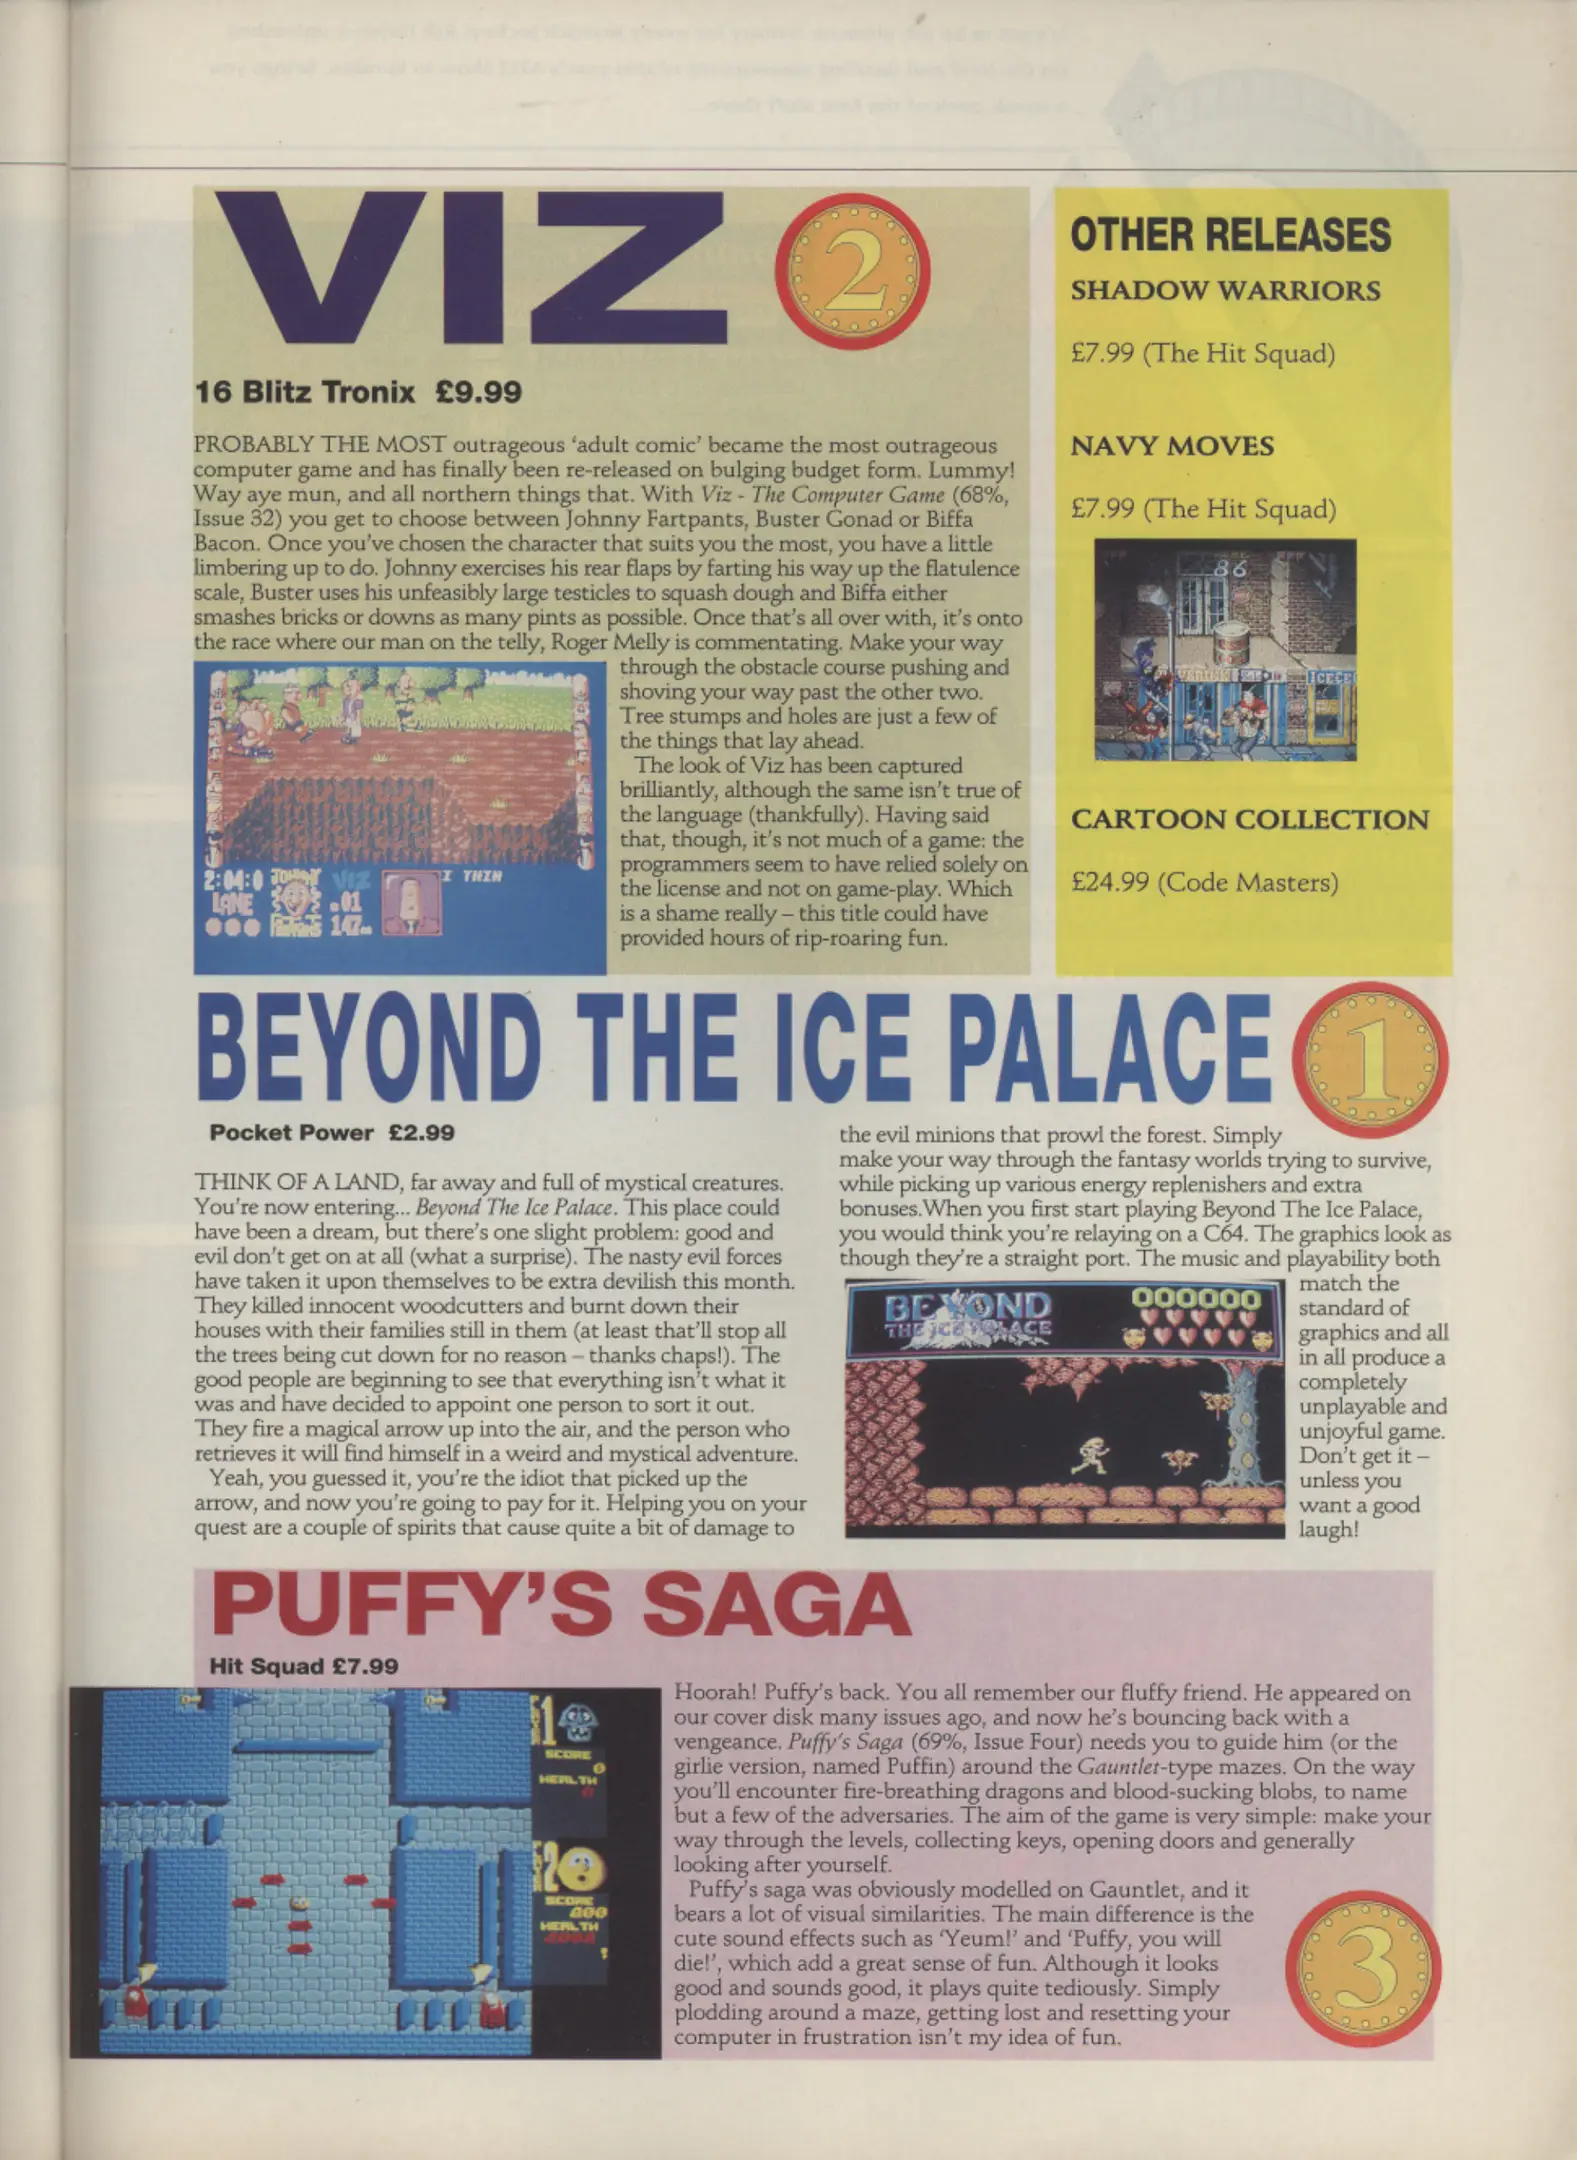 VIZ
2
16 Blitz Tronix £9.99
PROBABLY THE MOST outrageous 'adult comic' became the most outrageous
computer game and has finally been re-released on bulging budget form. Lummy!
Way aye mun, and all northern things that. With Viz - The Computer Game (68%,
Issue 32) you get to choose between Johnny Fartpants, Buster Gonad or Biffa
Bacon. Once you've chosen the character that suits you the most, you have a little
limbering up to do. Johnny exercises his rear flaps by farting his way up the flatulence
scale, Buster uses his unfeasibly large testicles to squash dough and Biffa either
smashes bricks or downs as many pints as possible. Once that's all over with, it's onto
the race where our man on the telly, Roger Melly is commentating. Make your way
through the obstacle course pushing and
shoving your way past the other two.
Tree stumps and holes are just a few of
the things that lay ahead.
The look of Viz has been captured
brilliantly, although the same isn't true of
the language (thankfully). Having said
that, though, it's not much of a game: the
programmers seem to have relied solely on
the license and not on game-play. Which
is a shame really – this title could have
provided hours of rip-roaring fun.
2:04:0
LANE
JOHNNY
FARTPANTS
VIZ
.01
147
I THIN
OTHER RELEASES
SHADOW WARRIORS
£7.99 (The Hit Squad)
NAVY MOVES
£7.99 (The Hit Squad)
86
CARTOON COLLECTION
£24.99 (Code Masters)
BEYOND THE ICE PALACE
1
Pocket Power £2.99
THINK OF A LAND, far away and full of mystical creatures.
You're now entering... Beyond The Ice Palace. This place could
have been a dream, but there's one slight problem: good and
evil don't get on at all (what a surprise). The nasty evil forces
have taken it upon themselves to be extra devilish this month.
They killed innocent woodcutters and burnt down their
houses with their families still in them (at least that'll stop all
the trees being cut down for no reason – thanks chaps!). The
good people are beginning to see that everything isn't what it
was and have decided to appoint one person to sort it out.
They fire a magical arrow up into the air, and the person who
retrieves it will find himself in a weird and mystical adventure.
Yeah, you guessed it, you're the idiot that picked up the
arrow, and now you're going to pay for it. Helping you on your
quest are a couple of spirits that cause quite a bit of damage to
the evil minions that prowl the forest. Simply
make your way through the fantasy worlds trying to survive,
while picking up various energy replenishers and extra
bonuses.When you first start playing Beyond The Ice Palace,
you would think you're relaying on a C64. The graphics look as
though they're a straight port. The music and playability both
match the
standard of
graphics and all
in all produce a
completely
unplayable and
unjoyful game.
Don't get it –
unless you
want a good
laugh!
BEYOND
THE ICE PALACE
000000
PUFFY'S SAGA
Hit Squad £7.99
1
SCORE
0
HEALTH
0
2
SCORE
400
HEALTH
Hoorah! Puffy's back. You all remember our fluffy friend. He appeared on
our cover disk many issues ago, and now he's bouncing back with a
vengeance. Puffy's Saga (69%, Issue Four) needs you to guide him (or the
girlie version, named Puffin) around the Gauntlet-type mazes. On the way
you'll encounter fire-breathing dragons and blood-sucking blobs, to name
but a few of the adversaries. The aim of the game is very simple: make your
way through the levels, collecting keys, opening doors and generally
looking after yourself.
Puffy's saga was obviously modelled on Gauntlet, and it
bears a lot of visual similarities. The main difference is the
cute sound effects such as 'Yeum!' and 'Puffy, you will
die!', which add a great sense of fun. Although it looks
good and sounds good, it plays quite tediously. Simply
plodding around a maze, getting lost and resetting your
computer in frustration isn't my idea of fun.
3